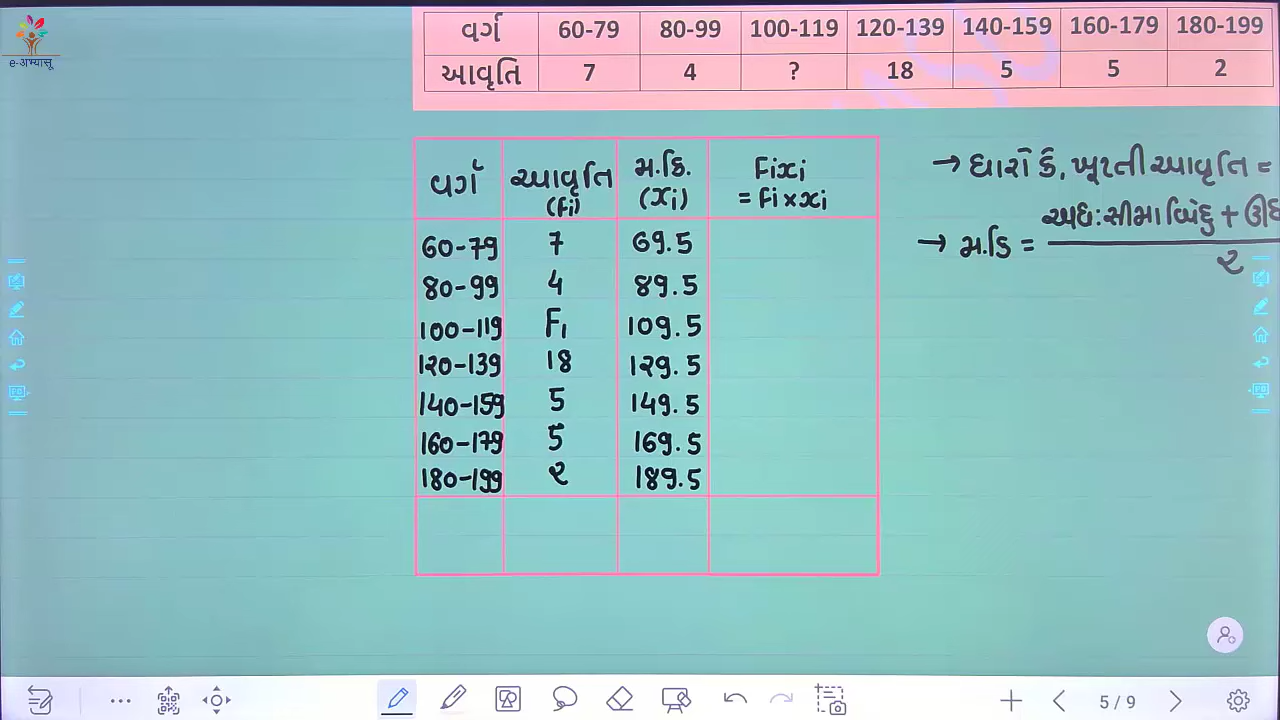 e-અભ્યાસૂ
વર્ગ 60-79 80-99 100-119 120-139 140-159 160-179 180-199
આવૃતિ 7 4 ? 18 5 5 2
વર્ગ આવૃતિ (fi) મ.કિ. (xi) Fixi = fi×xi
60-79 7 69.5
80-99 4 89.5
100-119 F₁ 109.5
120-139 18 129.5
140-159 5 149.5
160-179 5 169.5
180-199 2 189.5
→ ધારો કે, ખૂટતી આવૃતિ =
→ મ.કિ = અધ:સીમા બિંદુ + ઊર્ધ્
૨
5 / 9